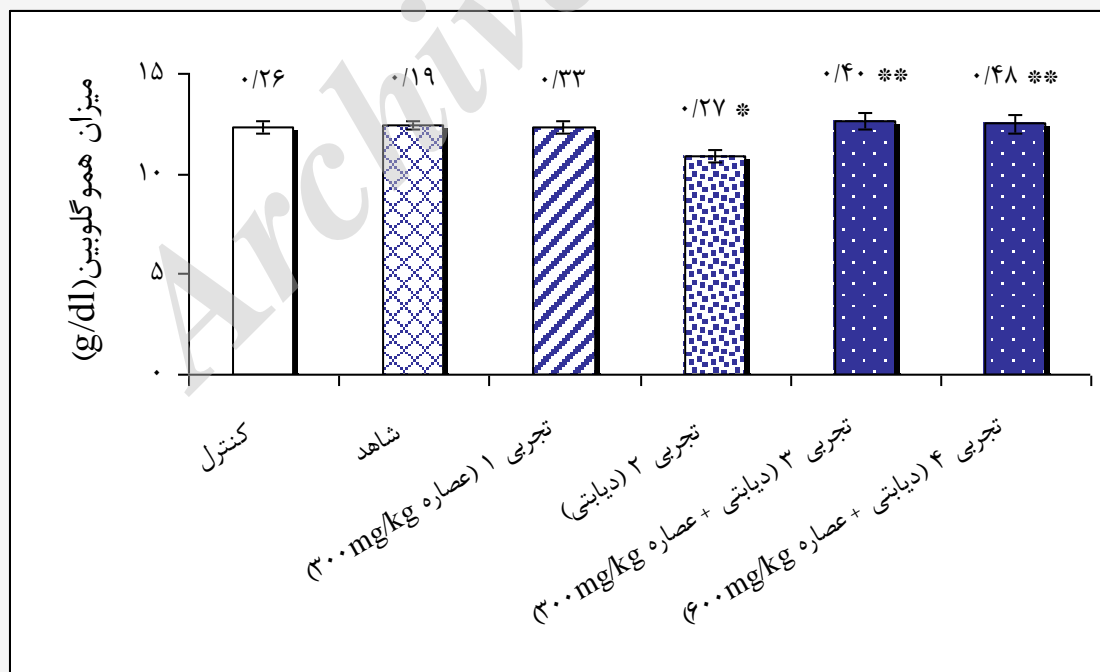 Archive
میزان هموگلوبین(g/dl)
۱۵
۱۰
۵
۰
۰/۲۶
۰/۱۹
۰/۳۳
۰/۲۷ *
۰/۴۰ **
۰/۴۸ **
کنترل
شاهد
تجربی ۱ (عصاره ۳۰۰mg/kg)
تجربی ۲ (دیابتی)
تجربی ۳ (دیابتی + عصاره ۳۰۰mg/kg)
تجربی ۴ (دیابتی + عصاره ۶۰۰mg/kg)